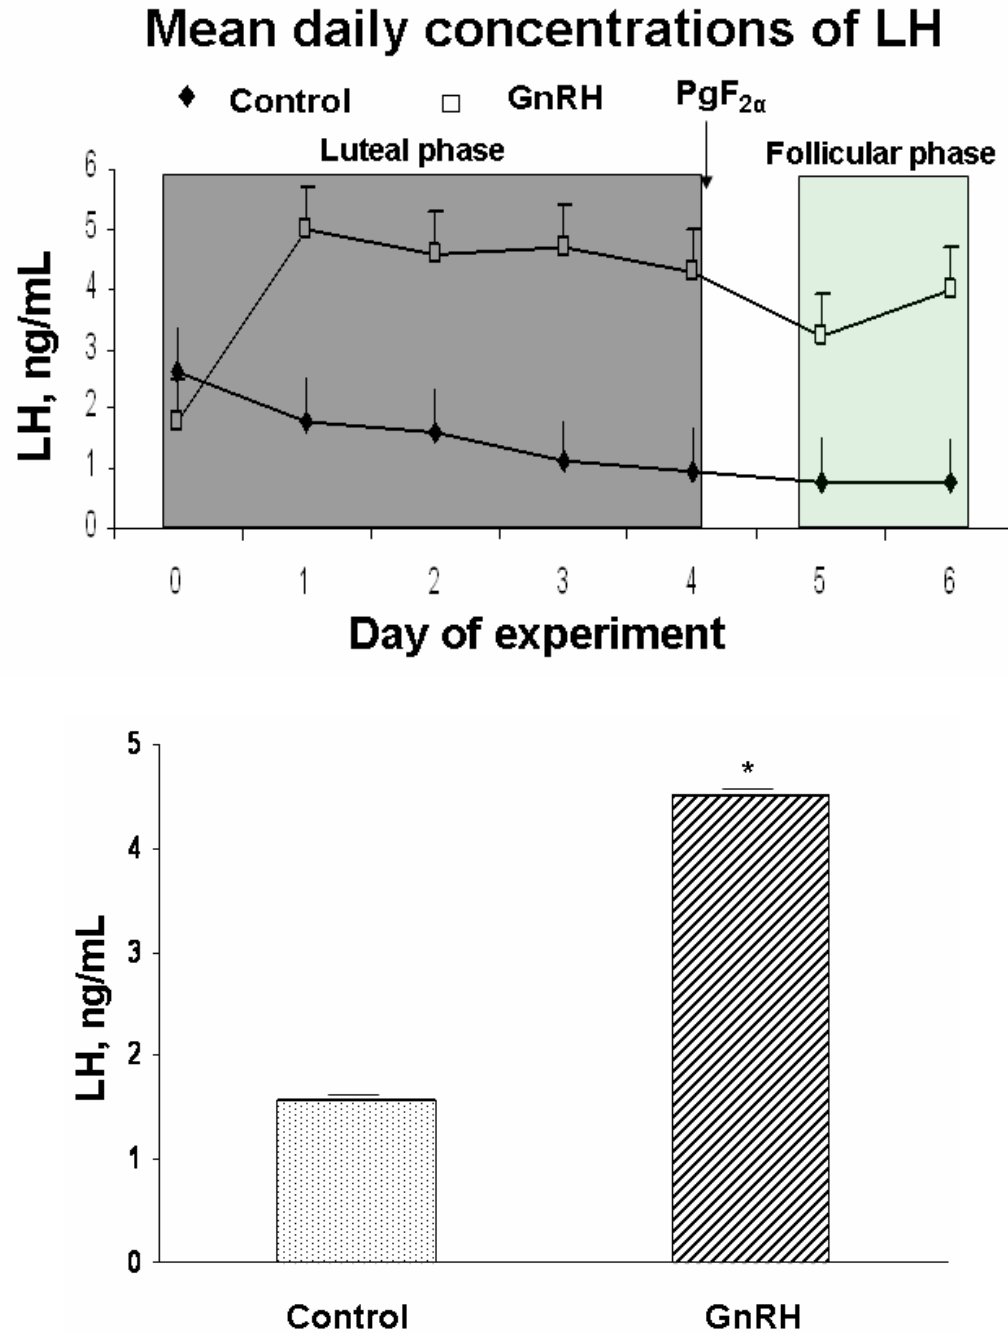 Mean daily concentrations of LH
Control GnRH PgF2α
Luteal phase Follicular phase
6
5
4
3
2
1
0
LH, ng/mL
0 1 2 3 4 5 6
Day of experiment
5
*
4
3
2
1
0
LH, ng/mL
Control GnRH